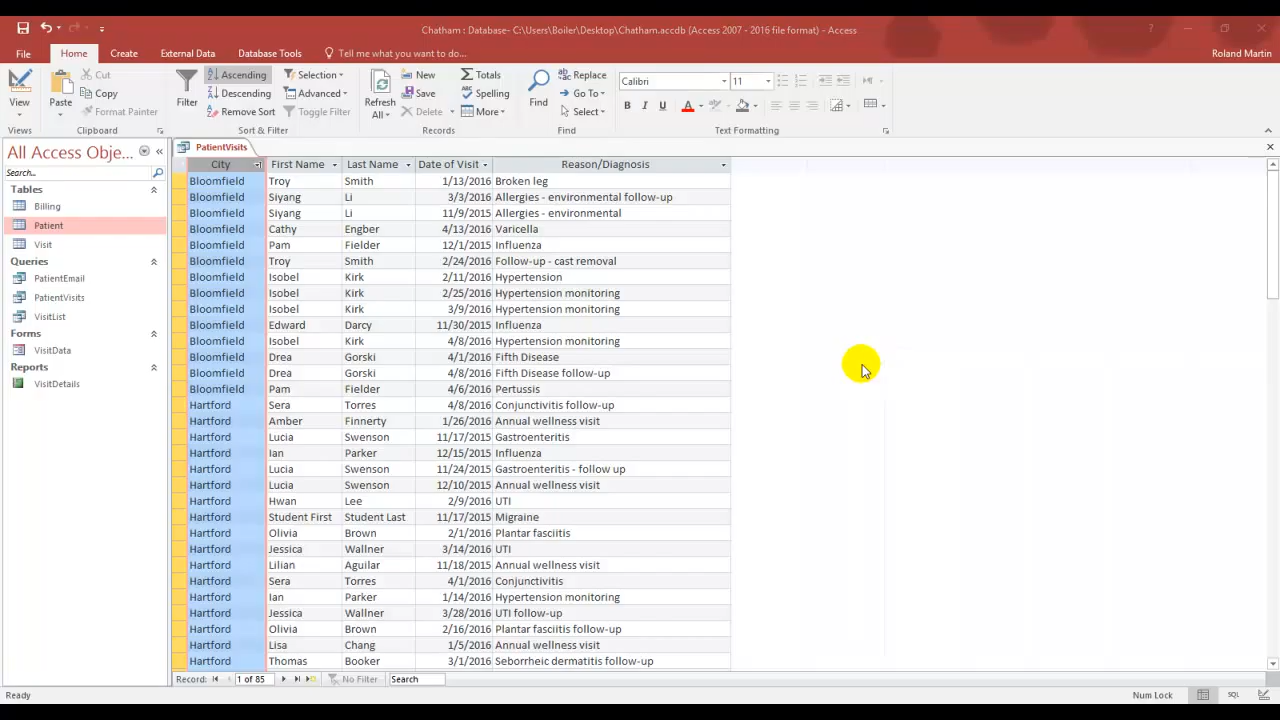 Chatham : Database- C:\Users\Boiler\Desktop\Chatham.accdb (Access 2007 - 2016 file format) - Access
File Home Create External Data Database Tools Tell me what you want to do... Roland Martin
View
Views
Paste
Cut
Copy
Format Painter
Clipboard
Filter
Ascending
Descending
Remove Sort
Selection
Advanced
Toggle Filter
Sort & Filter
Refresh
All
New
Save
Delete
Totals
Spelling
More
Records
Find
Replace
Go To
Select
Find
Calibri 11
B I U A
Text Formatting
All Access Obje...
Search...
Tables
Billing
Patient
Visit
Queries
PatientEmail
PatientVisits
VisitList
Forms
VisitData
Reports
VisitDetails
PatientVisits
City First Name Last Name Date of Visit Reason/Diagnosis
Bloomfield Troy Smith 1/13/2016 Broken leg
Bloomfield Siyang Li 3/3/2016 Allergies - environmental follow-up
Bloomfield Siyang Li 11/9/2015 Allergies - environmental
Bloomfield Cathy Engber 4/13/2016 Varicella
Bloomfield Pam Fielder 12/1/2015 Influenza
Bloomfield Troy Smith 2/24/2016 Follow-up - cast removal
Bloomfield Isobel Kirk 2/11/2016 Hypertension
Bloomfield Isobel Kirk 2/25/2016 Hypertension monitoring
Bloomfield Isobel Kirk 3/9/2016 Hypertension monitoring
Bloomfield Edward Darcy 11/30/2015 Influenza
Bloomfield Isobel Kirk 4/8/2016 Hypertension monitoring
Bloomfield Drea Gorski 4/1/2016 Fifth Disease
Bloomfield Drea Gorski 4/8/2016 Fifth Disease follow-up
Bloomfield Pam Fielder 4/6/2016 Pertussis
Hartford Sera Torres 4/8/2016 Conjunctivitis follow-up
Hartford Amber Finnerty 1/26/2016 Annual wellness visit
Hartford Lucia Swenson 11/17/2015 Gastroenteritis
Hartford Ian Parker 12/15/2015 Influenza
Hartford Lucia Swenson 11/24/2015 Gastroenteritis - follow up
Hartford Lucia Swenson 12/10/2015 Annual wellness visit
Hartford Hwan Lee 2/9/2016 UTI
Hartford Student First Student Last 11/17/2015 Migraine
Hartford Olivia Brown 2/1/2016 Plantar fasciitis
Hartford Jessica Wallner 3/14/2016 UTI
Hartford Lilian Aguilar 11/18/2015 Annual wellness visit
Hartford Sera Torres 4/1/2016 Conjunctivitis
Hartford Ian Parker 1/14/2016 Hypertension monitoring
Hartford Jessica Wallner 3/28/2016 UTI follow-up
Hartford Olivia Brown 2/16/2016 Plantar fasciitis follow-up
Hartford Lisa Chang 1/5/2016 Annual wellness visit
Hartford Thomas Booker 3/1/2016 Seborrheic dermatitis follow-up
Record: 1 of 85 No Filter Search
Ready Num Lock SQL